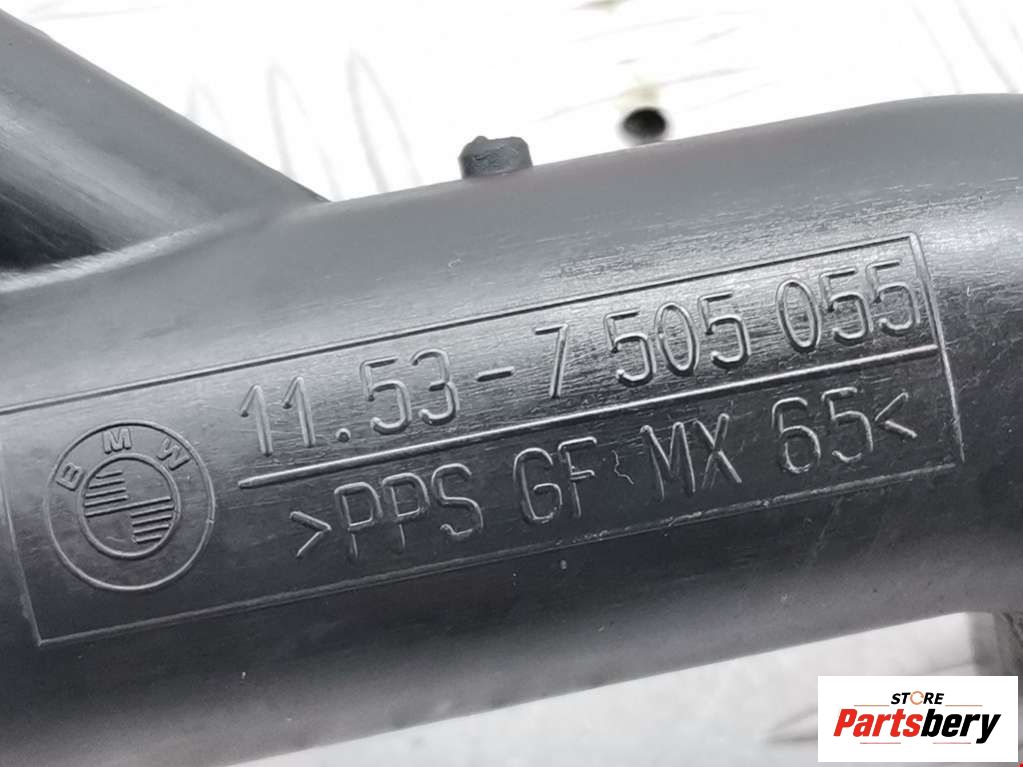 11.53-7 505 055
BMW
>PPS GF MX 65<
STORE
Partsbery